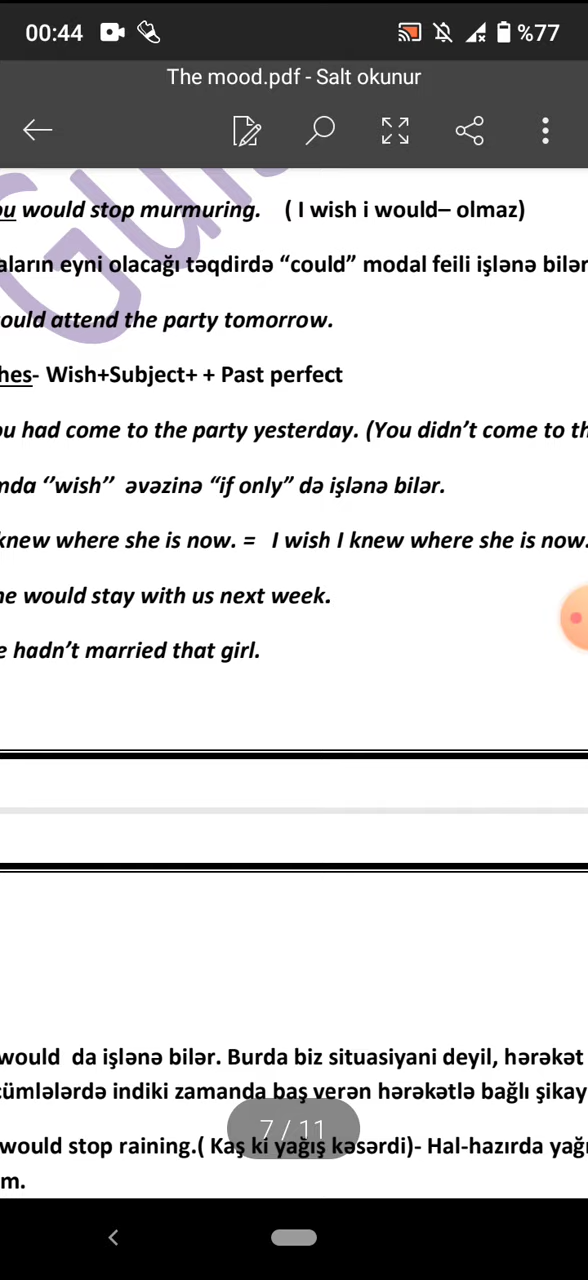 00:44 %77
The mood.pdf - Salt okunur
ou would stop murmuring. ( I wish i would– olmaz)
aların eyni olacağı təqdirdə “could” modal feili işlənə bilər
ould attend the party tomorrow.
hes- Wish+Subject+ + Past perfect
ou had come to the party yesterday. (You didn’t come to th
nda ‘’wish’’ əvəzinə “if only” də işlənə bilər.
knew where she is now. = I wish I knew where she is now.
he would stay with us next week.
e hadn’t married that girl.
would da işlənə bilər. Burda biz situasiyani deyil, hərəkət
cümlələrdə indiki zamanda baş verən hərəkətlə bağlı şikay
7 / 11
would stop raining.( Kaş ki yağış kəsərdi)- Hal-hazırda yağı
m.